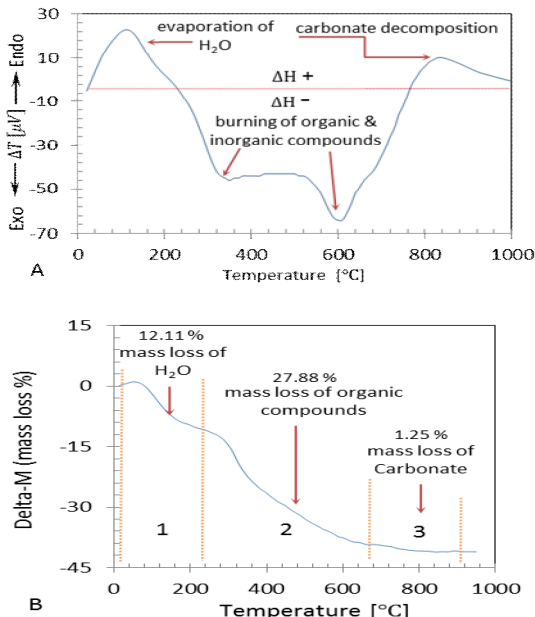 30
10
-10
-30
-50
-70
Exo ← ΔT [µV] → Endo
evaporation of
H₂O
carbonate decomposition
ΔH +
ΔH −
burning of organic &
inorganic compounds
0
200
400
600
800
1000
Temperature [°C]
A
15
0
-15
-30
-45
Delta-M (mass loss %)
12.11 %
mass loss of
H₂O
27.88 %
mass loss of organic
compounds
1.25 %
mass loss of
Carbonate
1
2
3
0
200
400
600
800
1000
Temperature [°C]
B